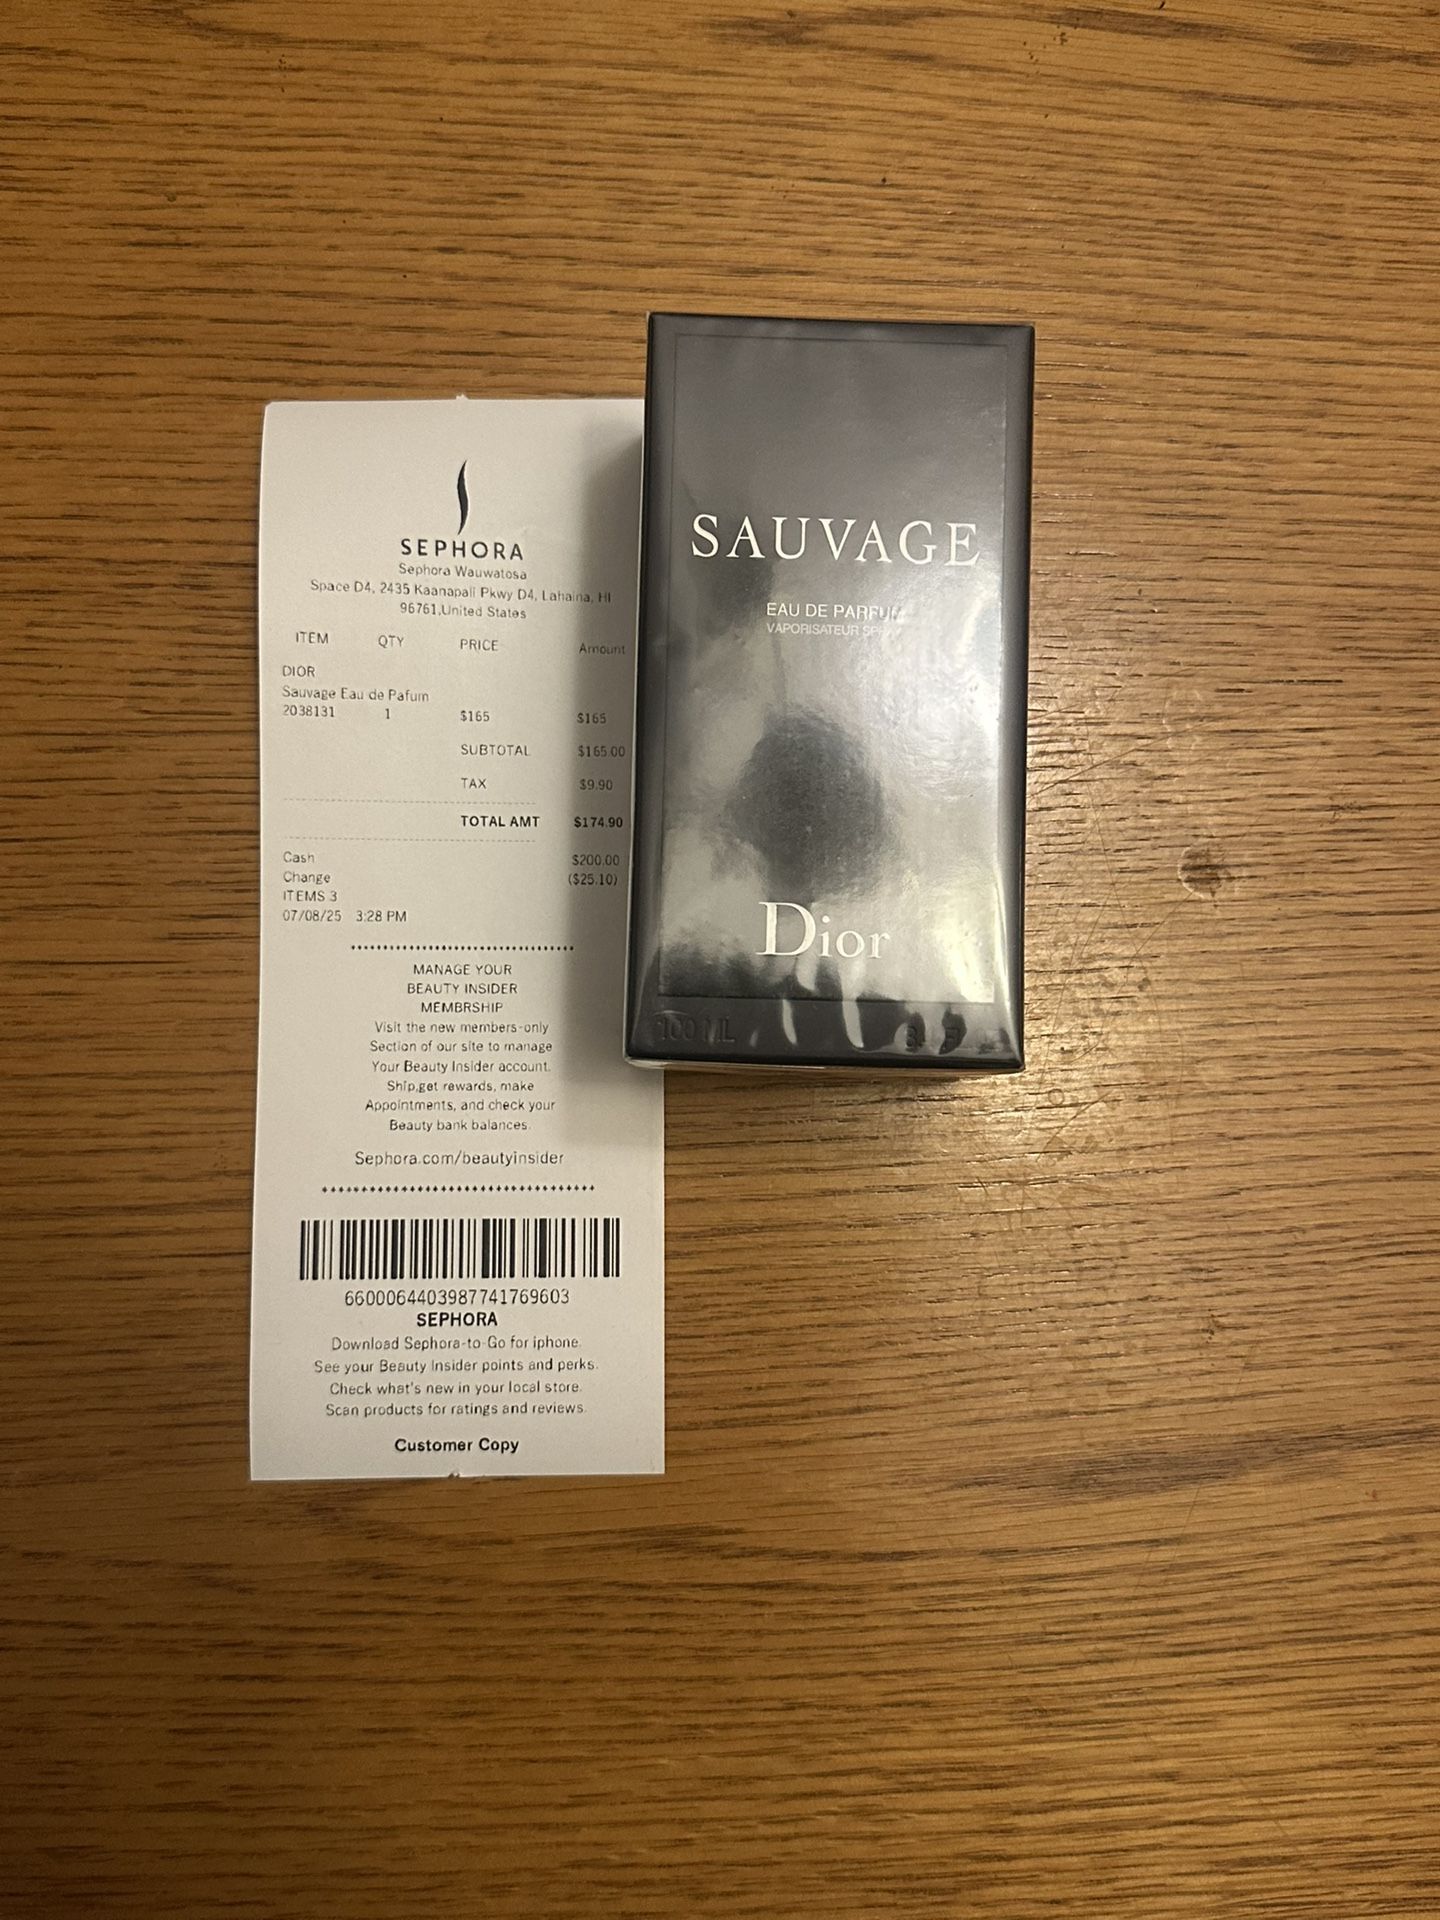 SEPHORA
Sephora Wauwatosa
Space D4, 2435 Kaanapali Pkwy D4, Lahaina, HI
96761,United States
ITEM QTY PRICE Amount
DIOR
Sauvage Eau de Pafum
2038131 1 $165 $165
SUBTOTAL $165.00
TAX $9.90
TOTAL AMT $174.90
Cash $200.00
Change ($25.10)
ITEMS 3
07/08/25 3:28 PM
MANAGE YOUR
BEAUTY INSIDER
MEMBRSHIP
Visit the new members-only
Section of our site to manage
Your Beauty Insider account.
Ship,get rewards, make
Appointments, and check your
Beauty bank balances.
Sephora.com/beautyinsider
6600064403987741769603
SEPHORA
Download Sephora-to-Go for iphone.
See your Beauty Insider points and perks.
Check what's new in your local store.
Scan products for ratings and reviews.
Customer Copy
SAUVAGE
EAU DE PARFUM
VAPORISATEUR
Dior
100 ML